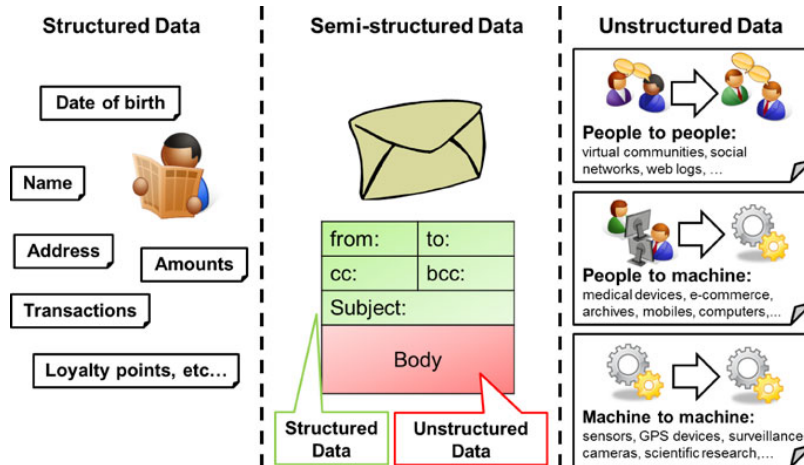 Structured Data
Date of birth
Name
Address
Amounts
Transactions
Loyalty points, etc...
Semi-structured Data
from:
to:
cc:
bcc:
Subject:
Body
Structured
Data
Unstructured
Data
Unstructured Data
People to people:
virtual communities, social
networks, web logs, ...
People to machine:
medical devices, e-commerce,
archives, mobiles, computers,...
Machine to machine:
sensors, GPS devices, surveillance
cameras, scientific research,...